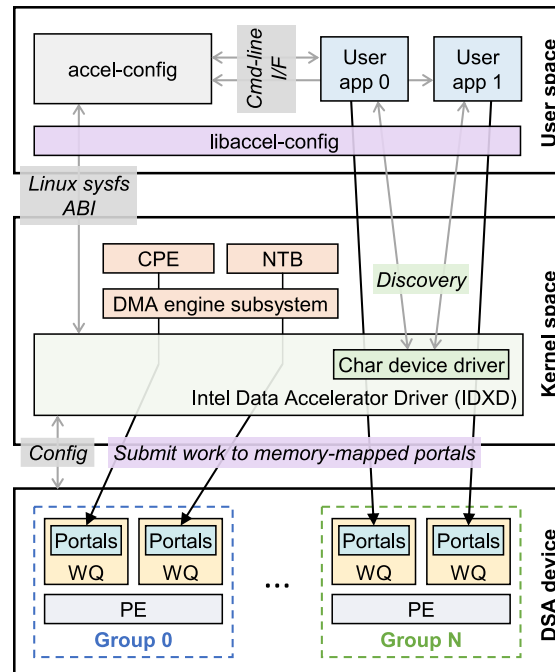 accel-config
Cmd-line
I/F
User
app 0
User
app 1
User space
libaccel-config
Linux sysfs
ABI
CPE
NTB
DMA engine subsystem
Discovery
Char device driver
Intel Data Accelerator Driver (IDXD)
Kernel space
Config
Submit work to memory-mapped portals
Portals
WQ
Portals
WQ
PE
Group 0
...
Portals
WQ
Portals
WQ
PE
Group N
DSA device